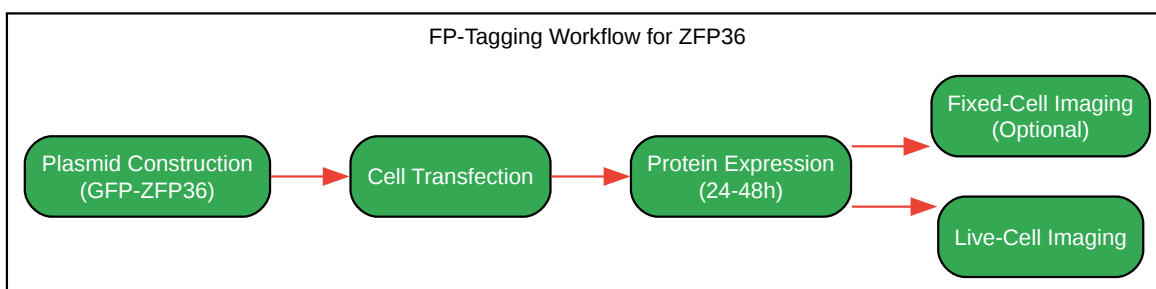 FP-Tagging Workflow for ZFP36
Plasmid Construction
(GFP-ZFP36)
Cell Transfection
Protein Expression
(24-48h)
Fixed-Cell Imaging
(Optional)
Live-Cell Imaging